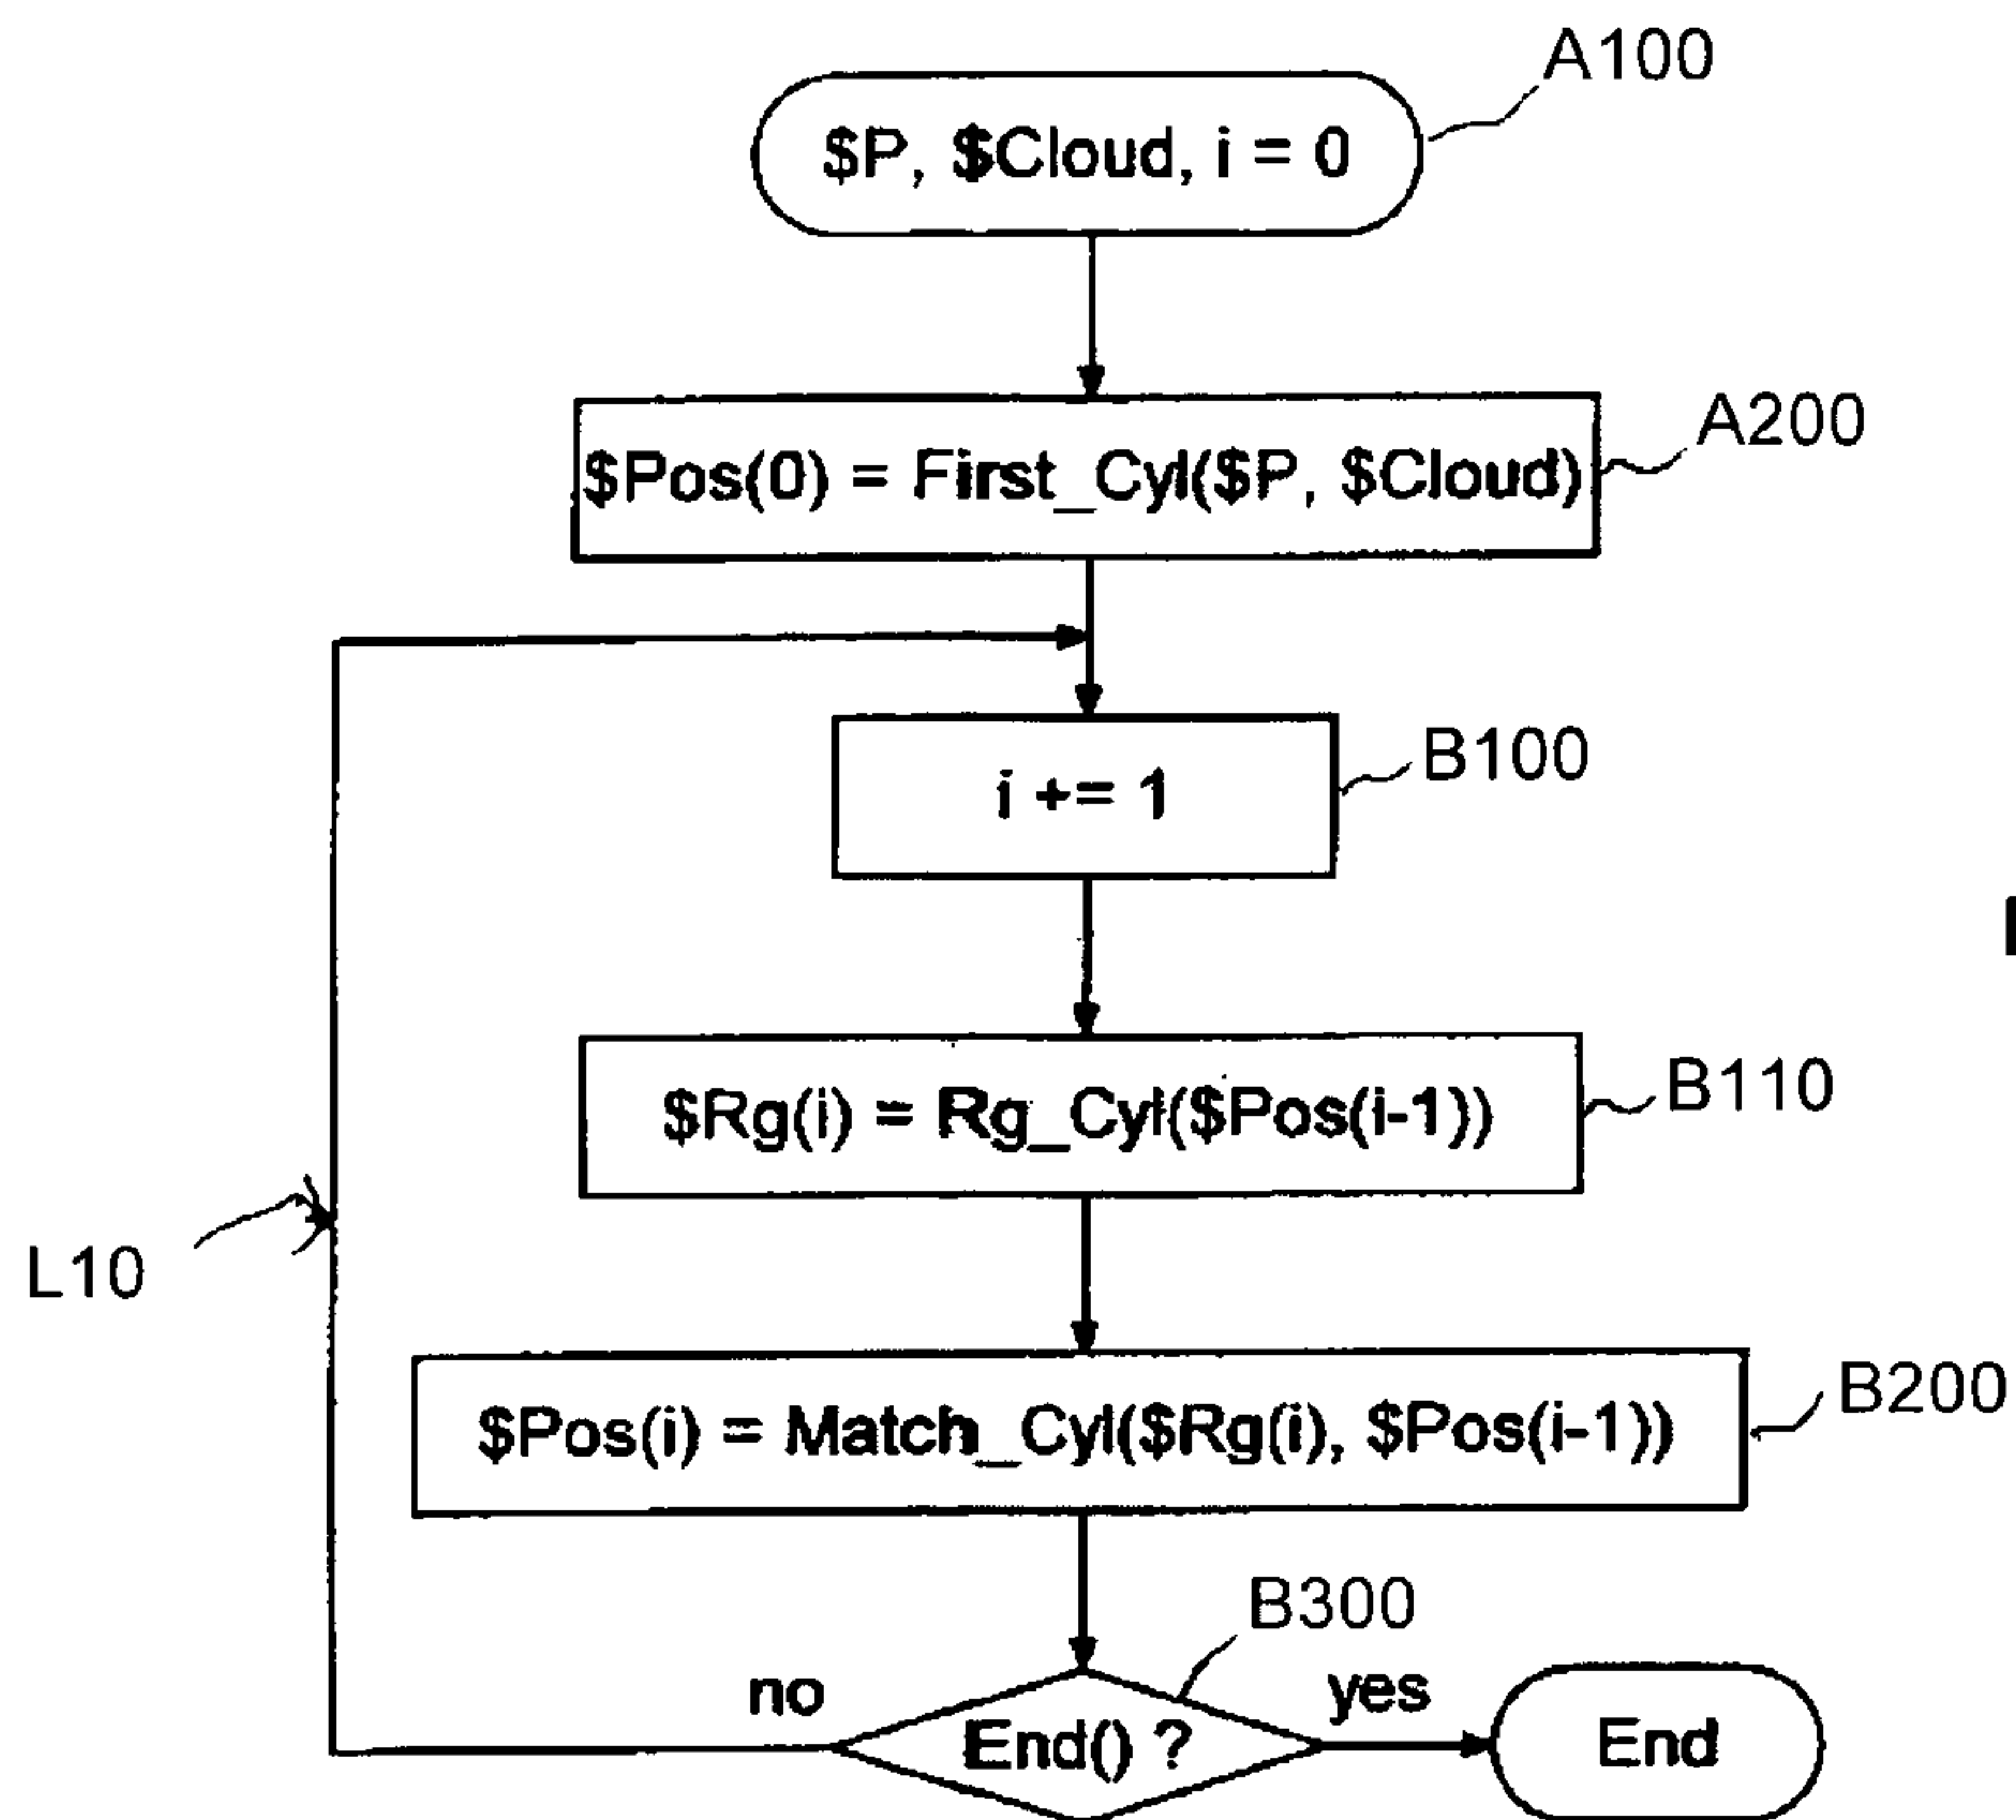 A100
$P, $Cloud, i = 0
A200
$Pos(0) = First_Cyl($P, $Cloud)
B100
i += 1
B110
$Rg(i) = Rg_Cyl($Pos(i-1))
L10
B200
$Pos(i) = Match_Cyl($Rg(i), $Pos(i-1))
B300
no
yes
End() ?
End